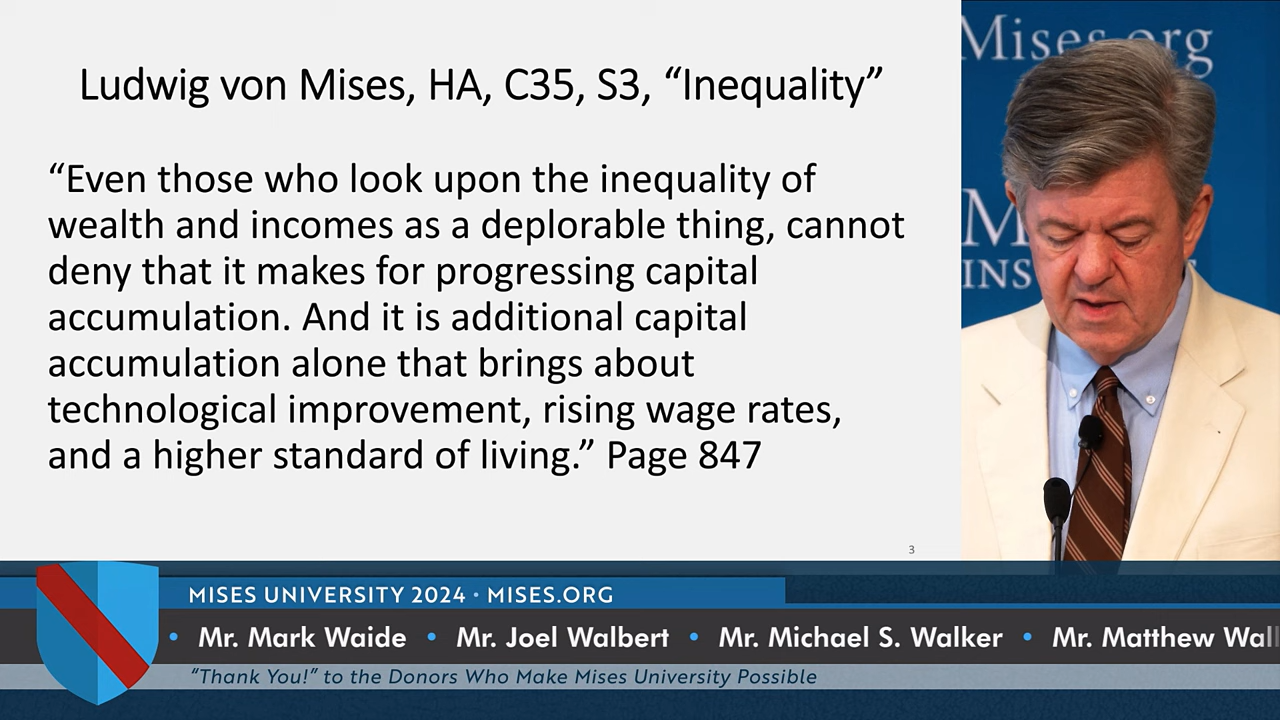 Ludwig von Mises, HA, C35, S3, “Inequality”
“Even those who look upon the inequality of
wealth and incomes as a deplorable thing, cannot
deny that it makes for progressing capital
accumulation. And it is additional capital
accumulation alone that brings about
technological improvement, rising wage rates,
and a higher standard of living.” Page 847
3
Mises.org
M
INS
MISES UNIVERSITY 2024 • MISES.ORG
• Mr. Mark Waide • Mr. Joel Walbert • Mr. Michael S. Walker • Mr. Matthew Wall
“Thank You!” to the Donors Who Make Mises University Possible